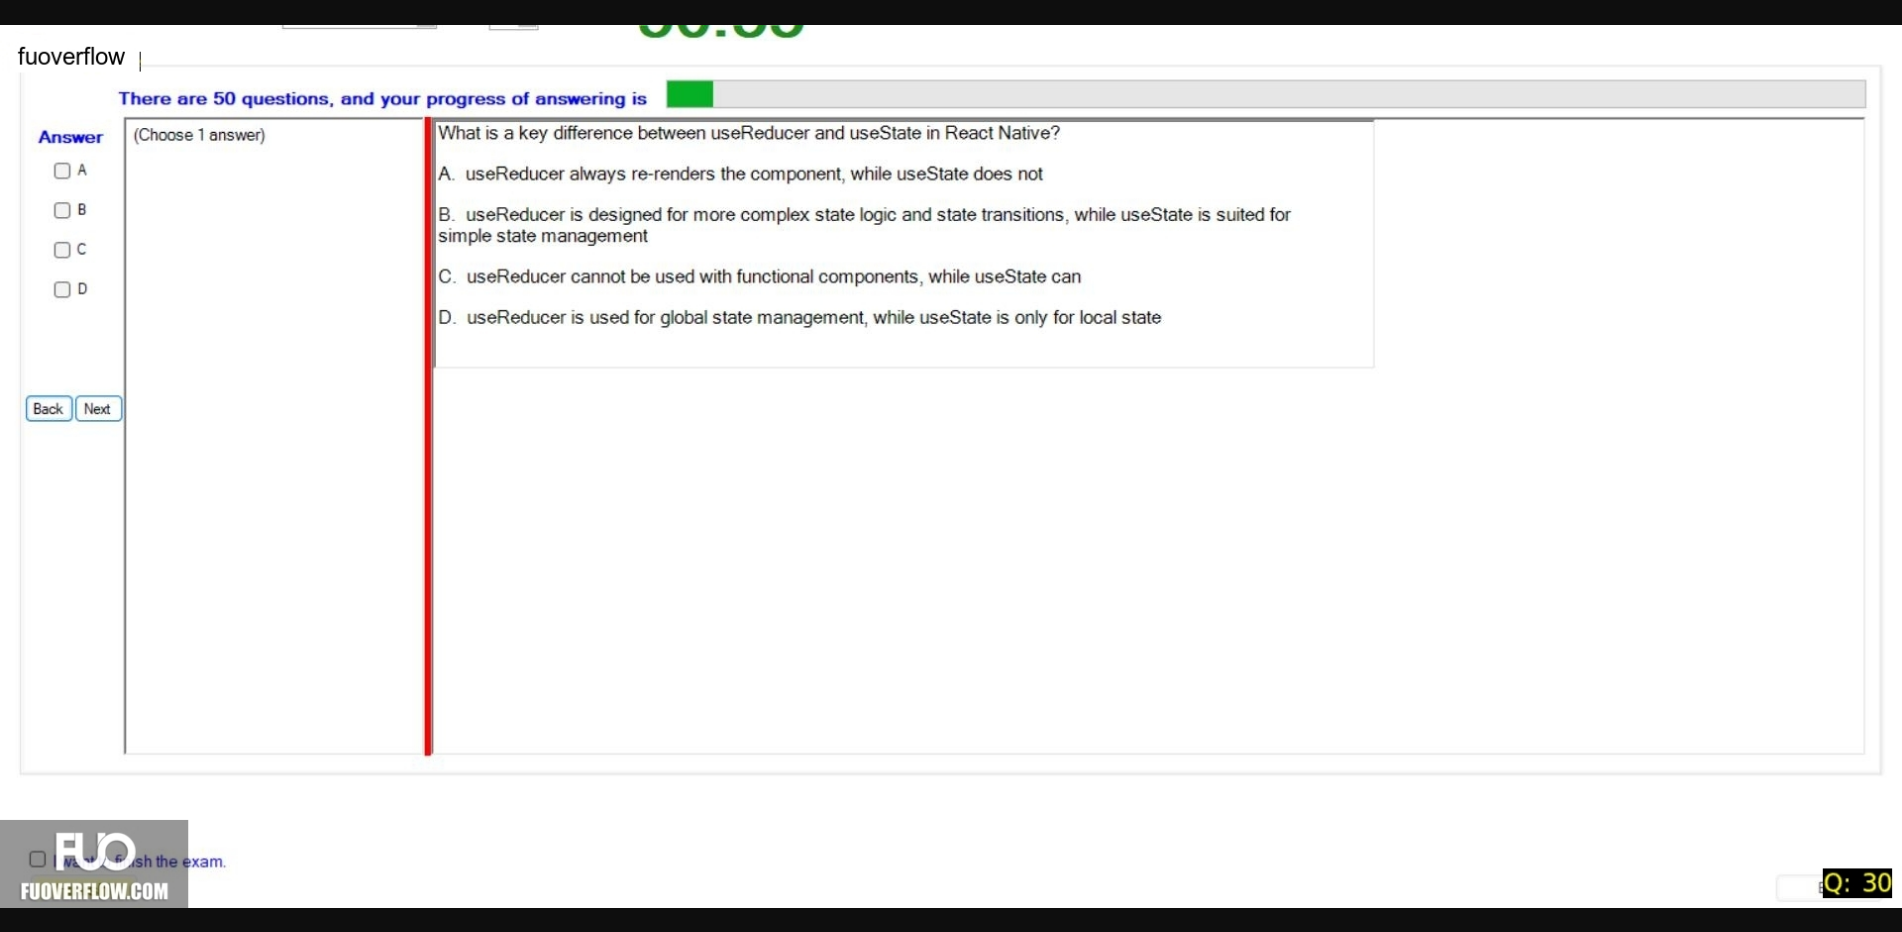 fuoverflow
There are 50 questions, and your progress of answering is
Answer
(Choose 1 answer)
A
B
C
D
Back Next
What is a key difference between useReducer and useState in React Native?
A. useReducer always re-renders the component, while useState does not
B. useReducer is designed for more complex state logic and state transitions, while useState is suited for
simple state management
C. useReducer cannot be used with functional components, while useState can
D. useReducer is used for global state management, while useState is only for local state
FUO
the exam.
FUOVERFLOW.COM
Q: 30